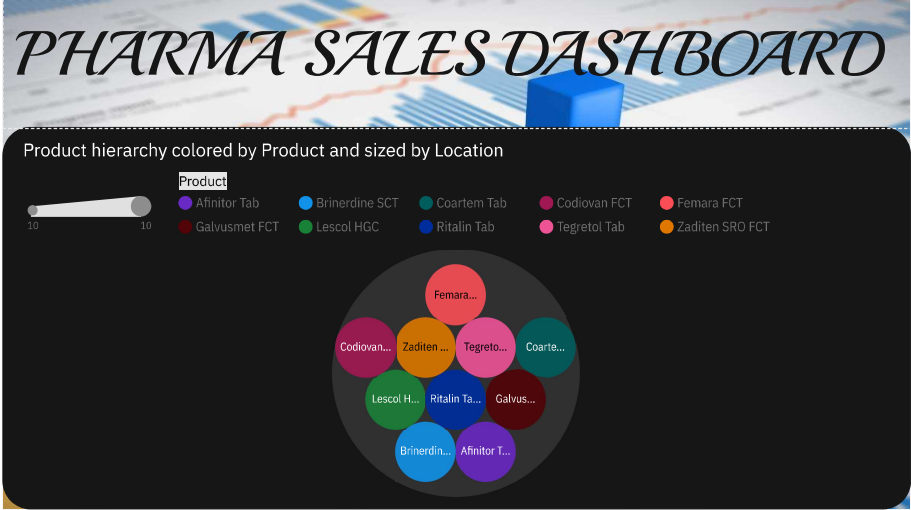 PHARMA SALES DASHBOARD
Product hierarchy colored by Product and sized by Location
Product
Afinitor Tab Brinerdine SCT Coartem Tab Codiovan FCT Femara FCT
10 10 Galvusmet FCT Lescol HGC Ritalin Tab Tegretol Tab Zaditen SRO FCT
Femara...
Codiovan... Zaditen ... Tegreto... Coarte...
Lescol H... Ritalin Ta... Galvus...
Brinerdin... Afinitor T...